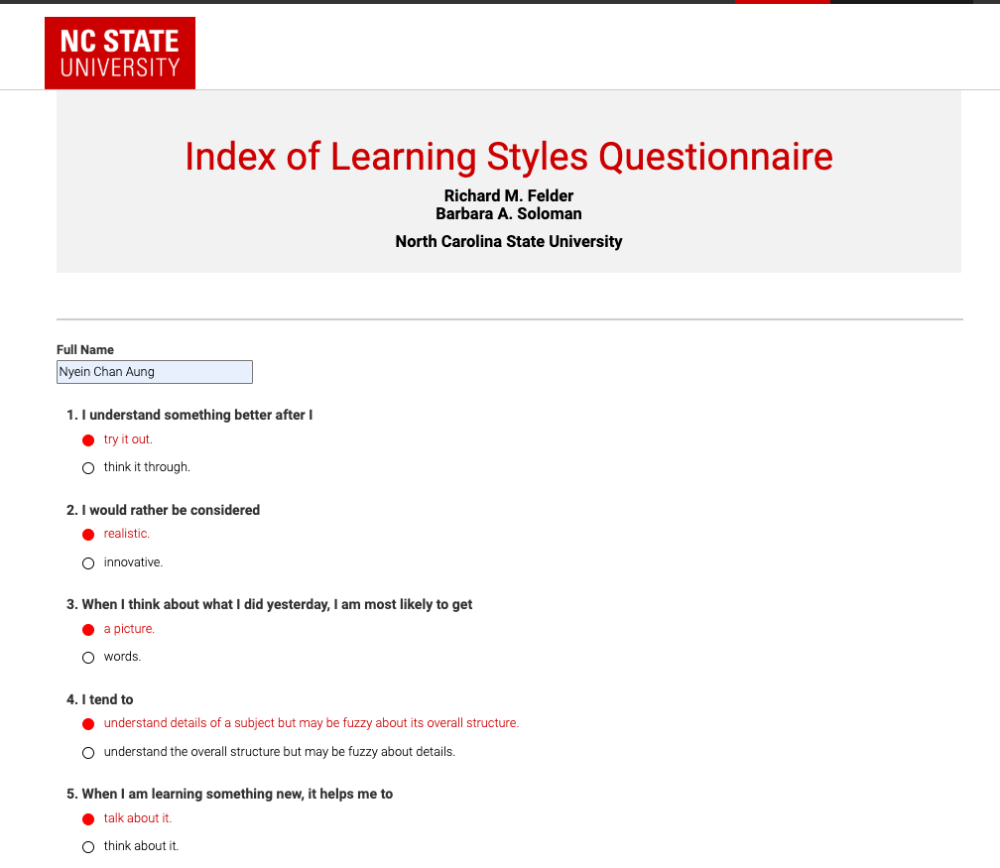 NC STATE
UNIVERSITY
Index of Learning Styles Questionnaire
Richard M. Felder
Barbara A. Soloman
North Carolina State University
Full Name
Nyein Chan Aung
1. I understand something better after I
try it out.
think it through.
2. I would rather be considered
realistic.
innovative.
3. When I think about what I did yesterday, I am most likely to get
a picture.
words.
4. I tend to
understand details of a subject but may be fuzzy about its overall structure.
understand the overall structure but may be fuzzy about details.
5. When I am learning something new, it helps me to
talk about it.
think about it.